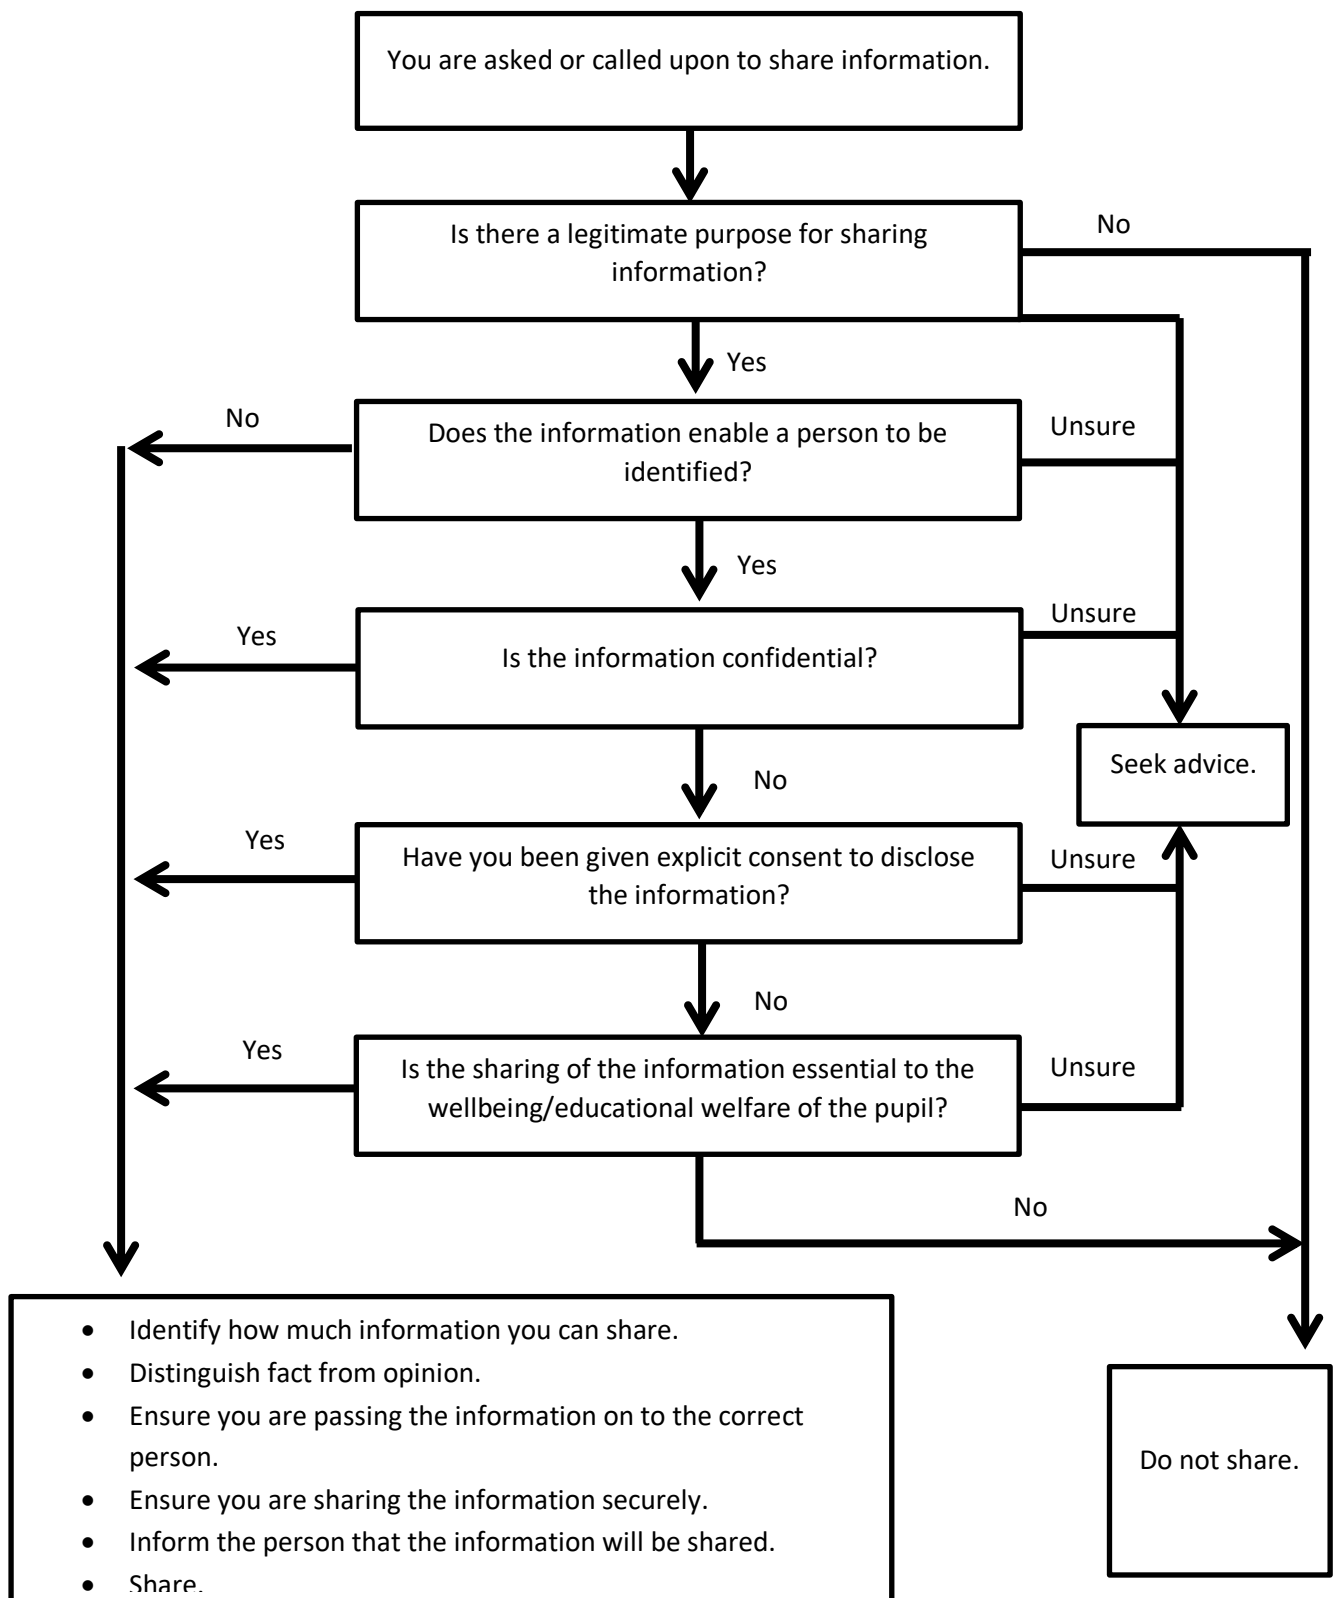 You are asked or called upon to share information.
Is there a legitimate purpose for sharing
information?
No
Yes
No
Does the information enable a person to be
identified?
Unsure
Yes
Yes
Is the information confidential?
Unsure
No
Seek advice.
Yes
Have you been given explicit consent to disclose
the information?
Unsure
No
Yes
Is the sharing of the information essential to the
wellbeing/educational welfare of the pupil?
Unsure
No
• Identify how much information you can share.
• Distinguish fact from opinion.
• Ensure you are passing the information on to the correct
person.
• Ensure you are sharing the information securely.
• Inform the person that the information will be shared.
• Share.
Do not share.